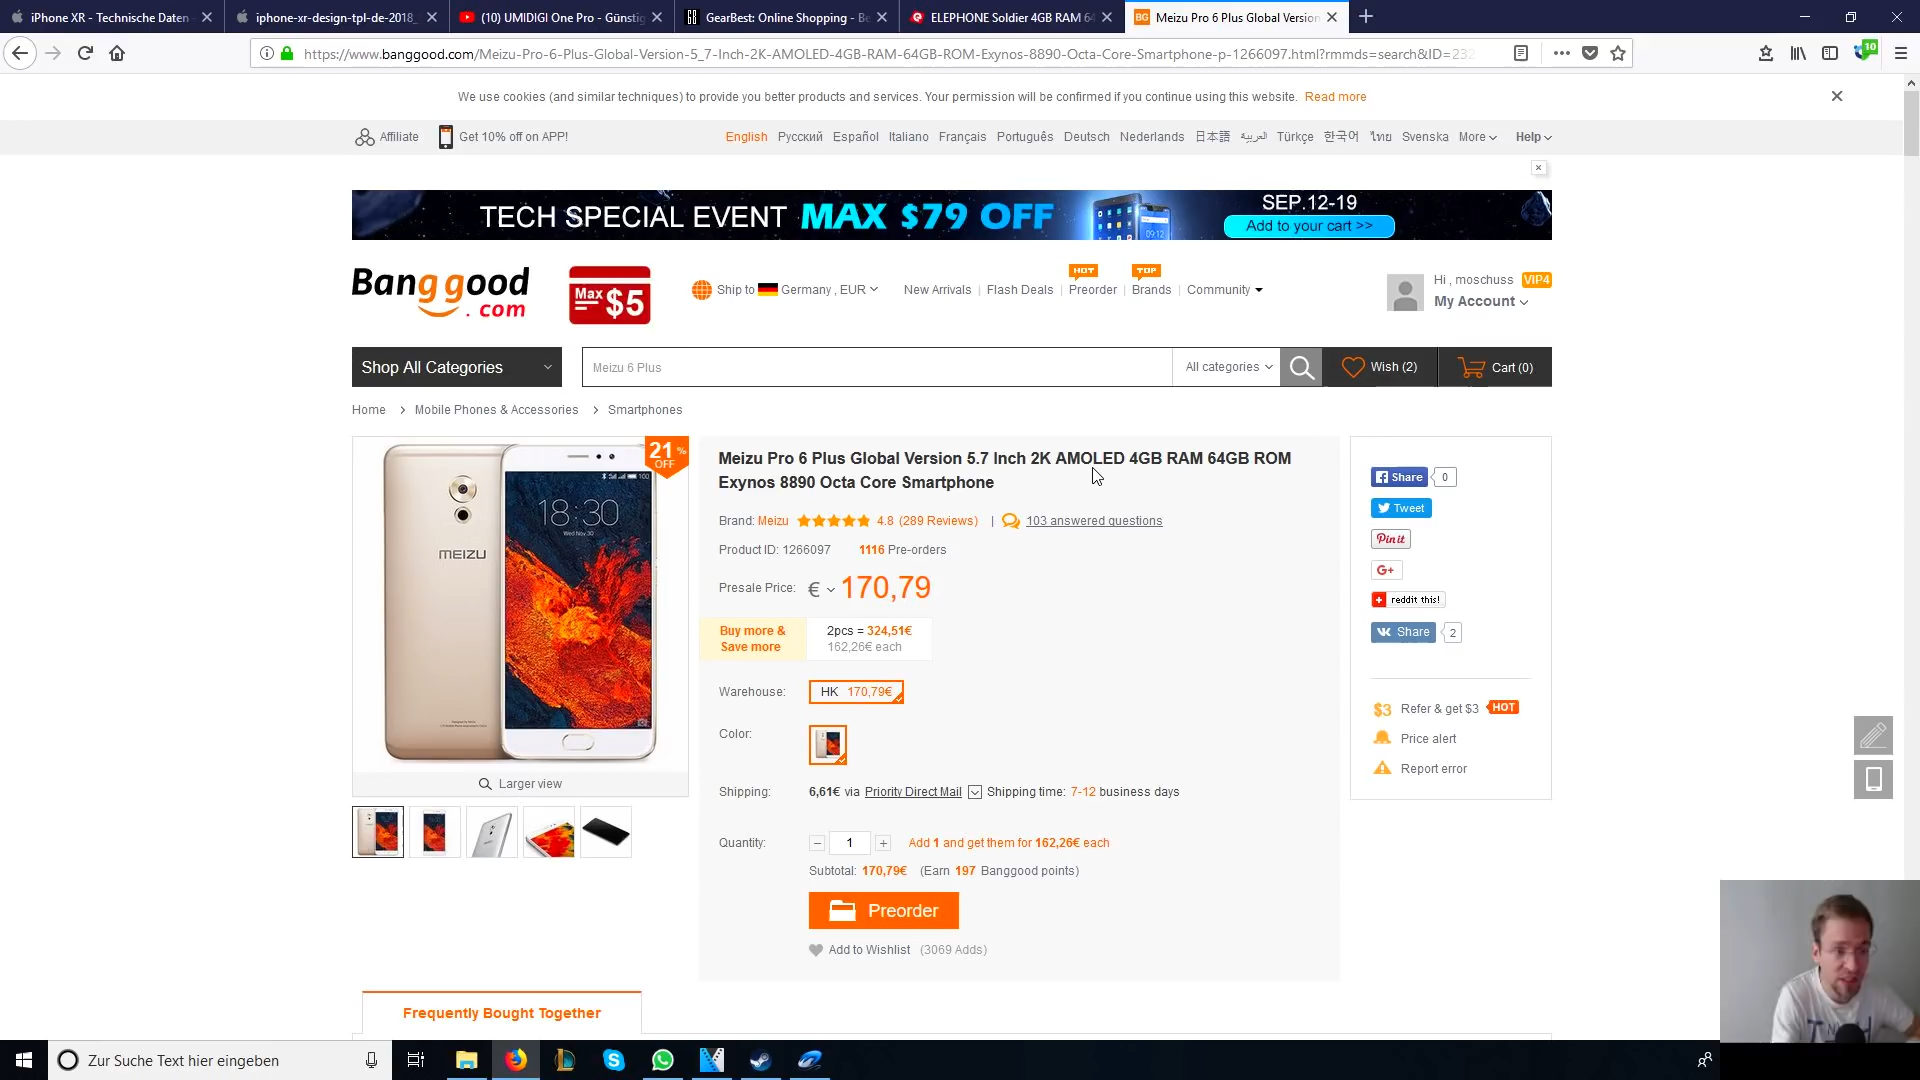 iPhone XR - Technische Daten
iphone-xr-design-tpl-de-2018_
(10) UMIDIGI One Pro - Günstig
GearBest: Online Shopping - Be
ELEPHONE Soldier 4GB RAM 64
BG Meizu Pro 6 Plus Global Version
https://www.banggood.com/Meizu-Pro-6-Plus-Global-Version-5_7-Inch-2K-AMOLED-4GB-RAM-64GB-ROM-Exynos-8890-Octa-Core-Smartphone-p-1266097.html?rmmds=search&ID=232
10
We use cookies (and similar techniques) to provide you better products and services. Your permission will be confirmed if you continue using this website. Read more
Affiliate
Get 10% off on APP!
English Русский Español Italiano Français Português Deutsch Nederlands 日本語 العربية Türkçe 한국어 ไทย Svenska More Help
TECH SPECIAL EVENT MAX $79 OFF
09:12
SEP.12-19
Add to your cart >>
Banggood
.com
Max $5
Ship to Germany , EUR
New Arrivals | Flash Deals | HOT Preorder | TOP Brands | Community
Hi , moschuss VIP4
My Account
Shop All Categories
Meizu 6 Plus
All categories
Wish (2)
Cart (0)
Home > Mobile Phones & Accessories > Smartphones
21 % OFF
18:30
Wed Nov 30
MEIZU
Larger view
Meizu Pro 6 Plus Global Version 5.7 Inch 2K AMOLED 4GB RAM 64GB ROM
Exynos 8890 Octa Core Smartphone
Brand: Meizu 4.8 (289 Reviews) | 103 answered questions
Product ID: 1266097 1116 Pre-orders
Presale Price: € 170,79
Buy more & Save more
2pcs = 324,51€
162,26€ each
Warehouse: HK 170,79€
Color:
Shipping: 6,61€ via Priority Direct Mail Shipping time: 7-12 business days
Quantity: − 1 + Add 1 and get them for 162,26€ each
Subtotal: 170,79€ (Earn 197 Banggood points)
Preorder
Add to Wishlist (3069 Adds)
Share 0
Tweet
Pin it
G+
reddit this!
Share 2
$3 Refer & get $3 HOT
Price alert
Report error
Frequently Bought Together
Zur Suche Text hier eingeben